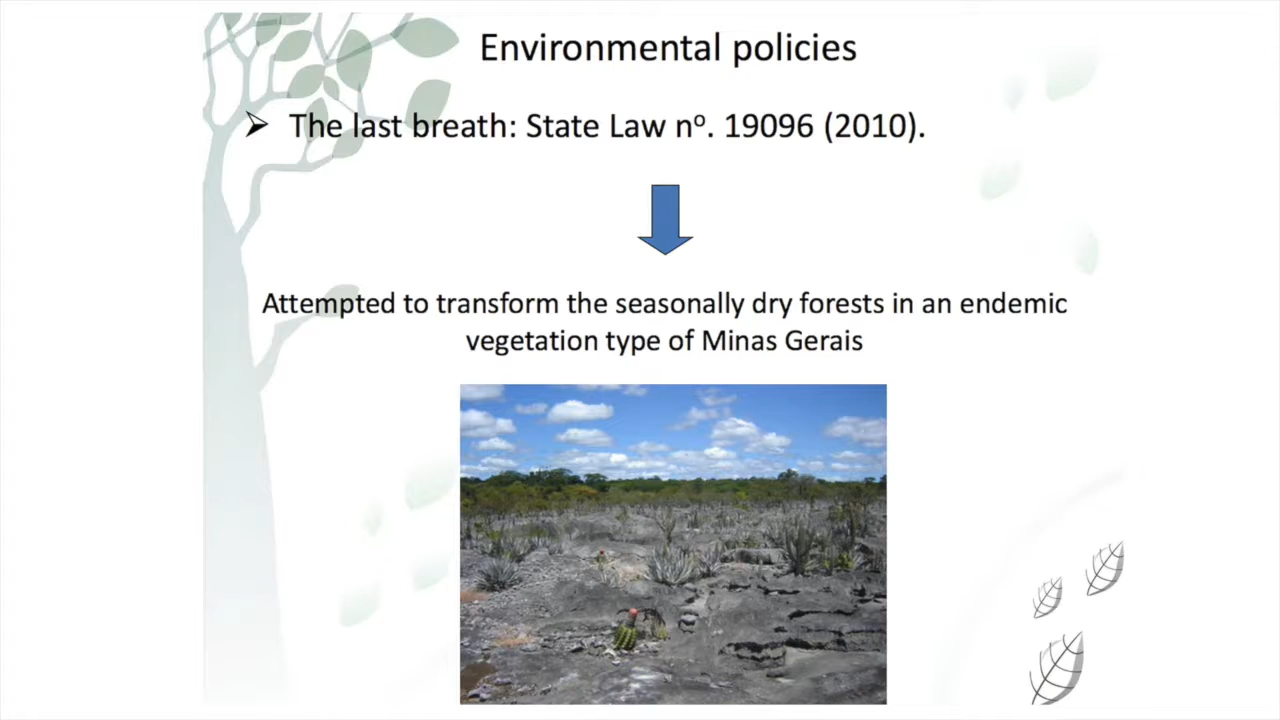 Environmental policies
The last breath: State Law nº. 19096 (2010).
Attempted to transform the seasonally dry forests in an endemic
vegetation type of Minas Gerais